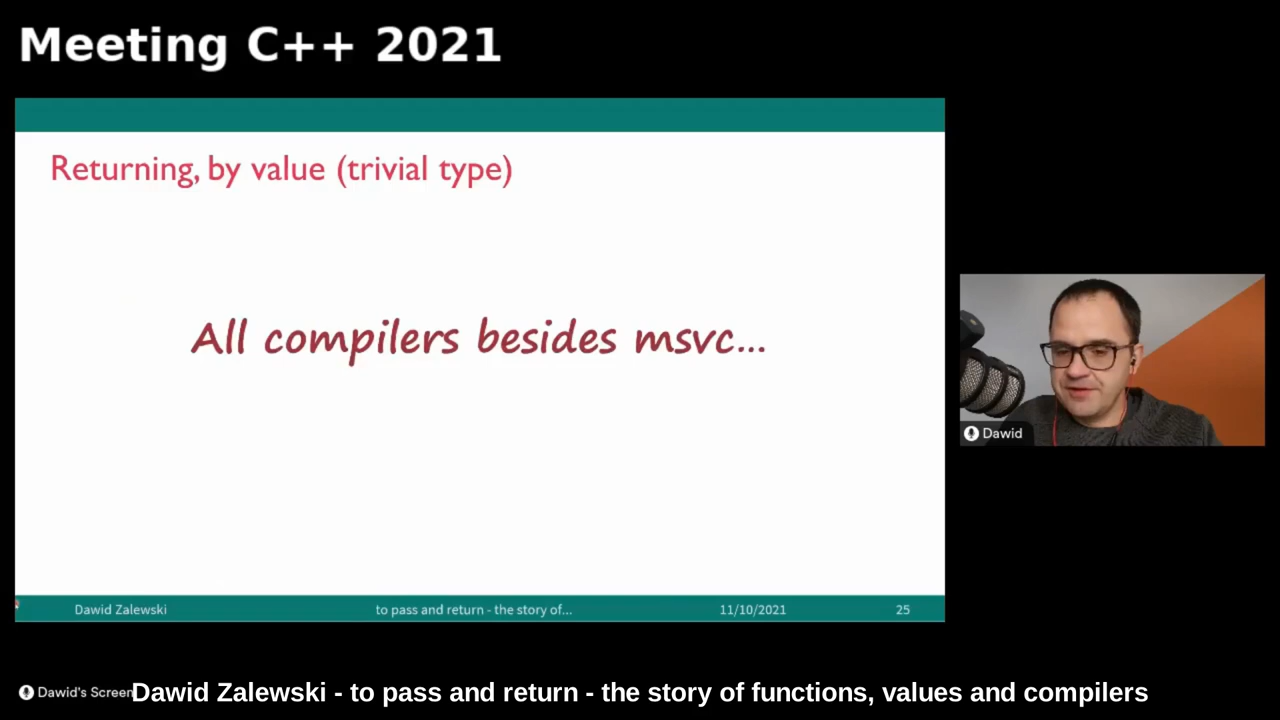 Meeting C++ 2021
Returning, by value (trivial type)
All compilers besides msvc...
Dawid
Dawid Zalewski
to pass and return - the story of...
11/10/2021
25
Dawid's Screen
Dawid Zalewski - to pass and return - the story of functions, values and compilers